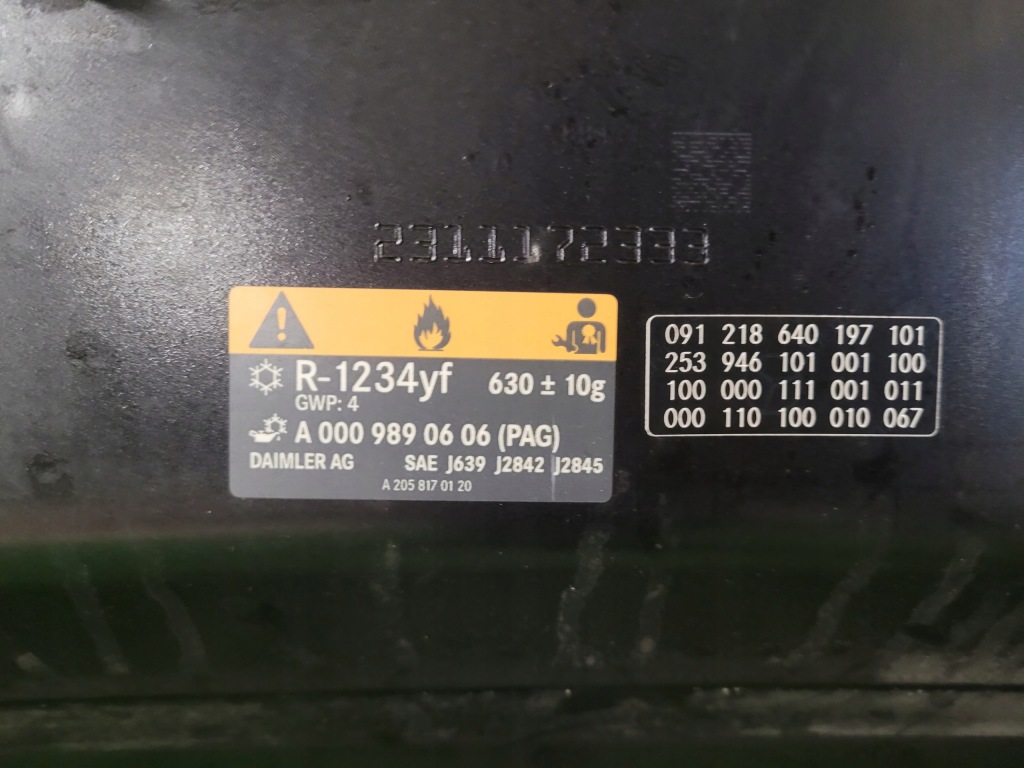 2311172333
R-1234yf 630 ± 10g
GWP: 4
A 000 989 06 06 (PAG)
DAIMLER AG SAE J639 J2842 J2845
A 205 817 01 20
091 218 640 197 101
253 946 101 001 100
100 000 111 001 011
000 110 100 010 067